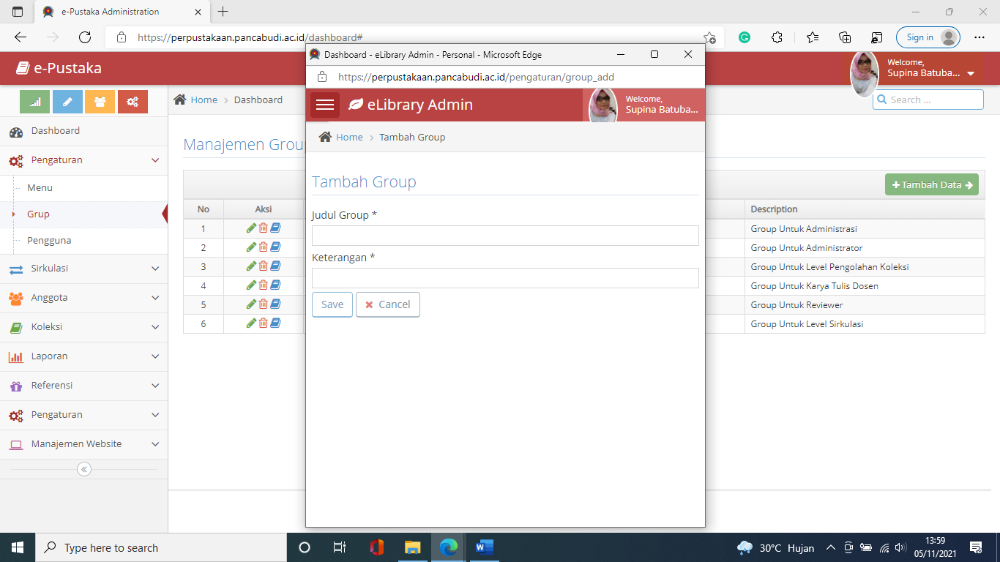 e-Pustaka Administration
https://perpustakaan.pancabudi.ac.id/dashboard#
Sign in
e-Pustaka
Welcome,
Supina Batuba...
Home > Dashboard
Search ...
Dashboard
Pengaturan
Menu
Grup
Pengguna
Sirkulasi
Anggota
Koleksi
Laporan
Referensi
Pengaturan
Manajemen Website
Manajemen Grou
Tambah Data
No Aksi Description
1 Group Untuk Administrasi
2 Group Untuk Administrator
3 Group Untuk Level Pengolahan Koleksi
4 Group Untuk Karya Tulis Dosen
5 Group Untuk Reviewer
6 Group Untuk Level Sirkulasi
Dashboard - eLibrary Admin - Personal - Microsoft Edge
https://perpustakaan.pancabudi.ac.id/pengaturan/group_add
eLibrary Admin
Welcome,
Supina Batuba...
Home > Tambah Group
Tambah Group
Judul Group *
Keterangan *
Save Cancel
Type here to search
30°C Hujan
13:59
05/11/2021